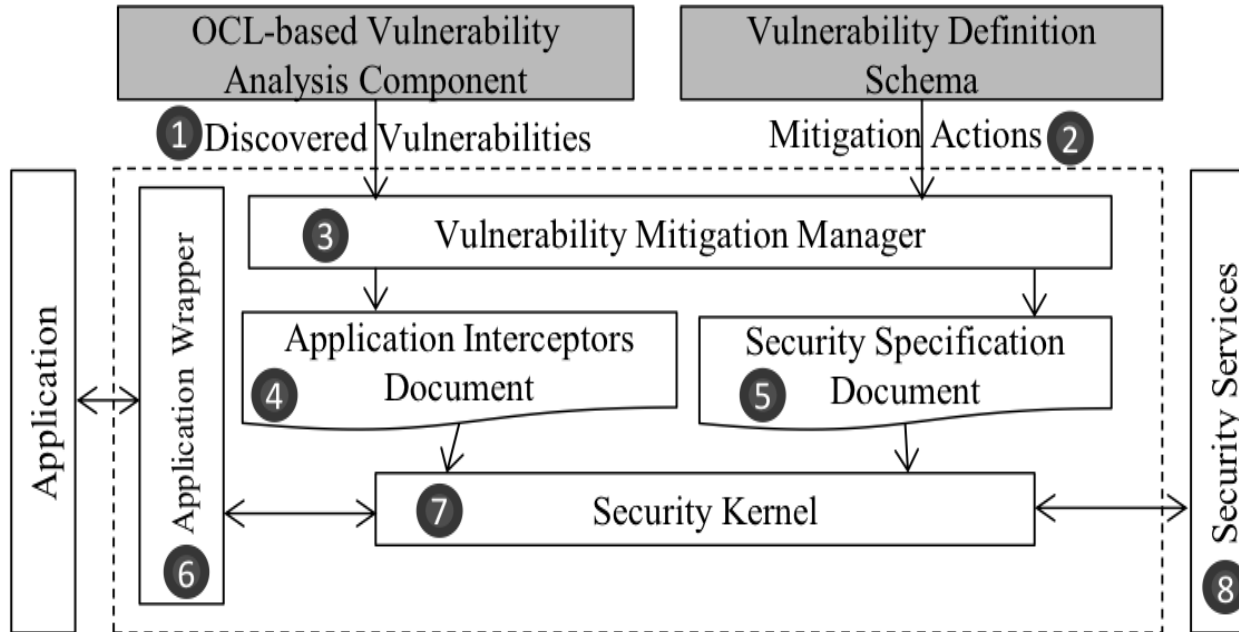 OCL-based Vulnerability
Analysis Component
Vulnerability Definition
Schema
1 Discovered Vulnerabilities
Mitigation Actions 2
Application
6 Application Wrapper
3 Vulnerability Mitigation Manager
Application Interceptors
4 Document
Security Specification
5 Document
7 Security Kernel
8 Security Services